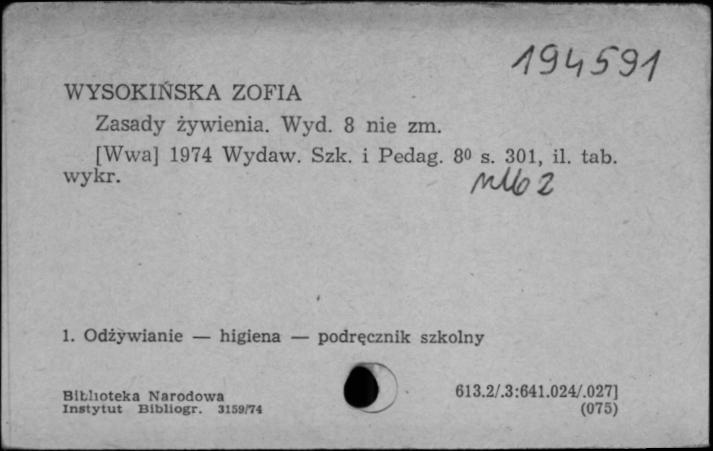 194591
WYSOKIŃSKA ZOFIA
Zasady żywienia. Wyd. 8 nie zm.
[Wwa] 1974 Wydaw. Szk. i Pedag. 8⁰ s. 301, il. tab.
wykr.
1. Odżywianie — higiena — podręcznik szkolny
Biblioteka Narodowa
Instytut Bibliogr. 3159/74
613.2/.3:641.024/.027]
(075)